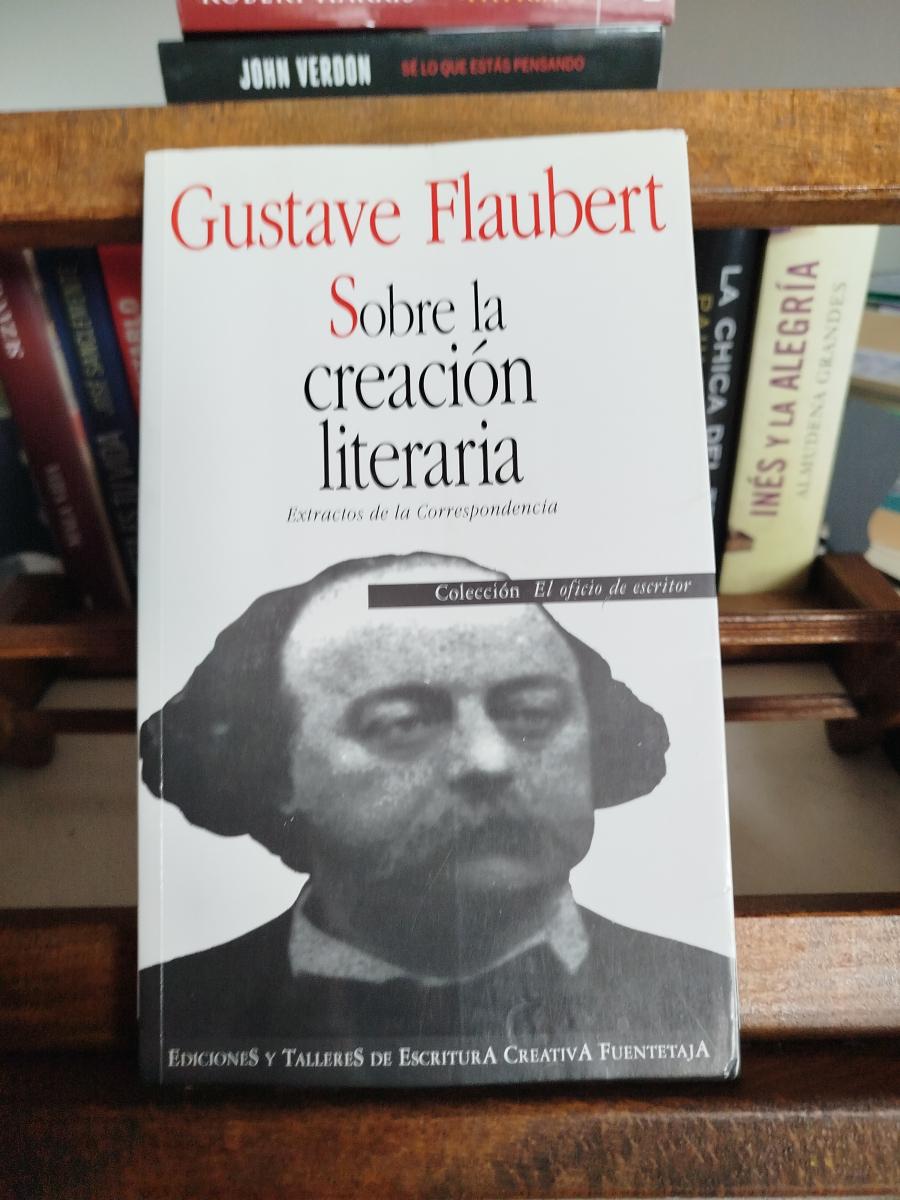 JOHN VERDON SÉ LO QUE ESTÁS PENSANDO
Gustave Flaubert
Sobre la
creación
literaria
Extractos de la Correspondencia
Colección El oficio de escritor
EDICIONES Y TALLERES DE ESCRITURA CREATIVA FUENTETAJA
LA CHICA DEL
INÉS Y LA ALEGRÍA
ALMUDENA GRANDES